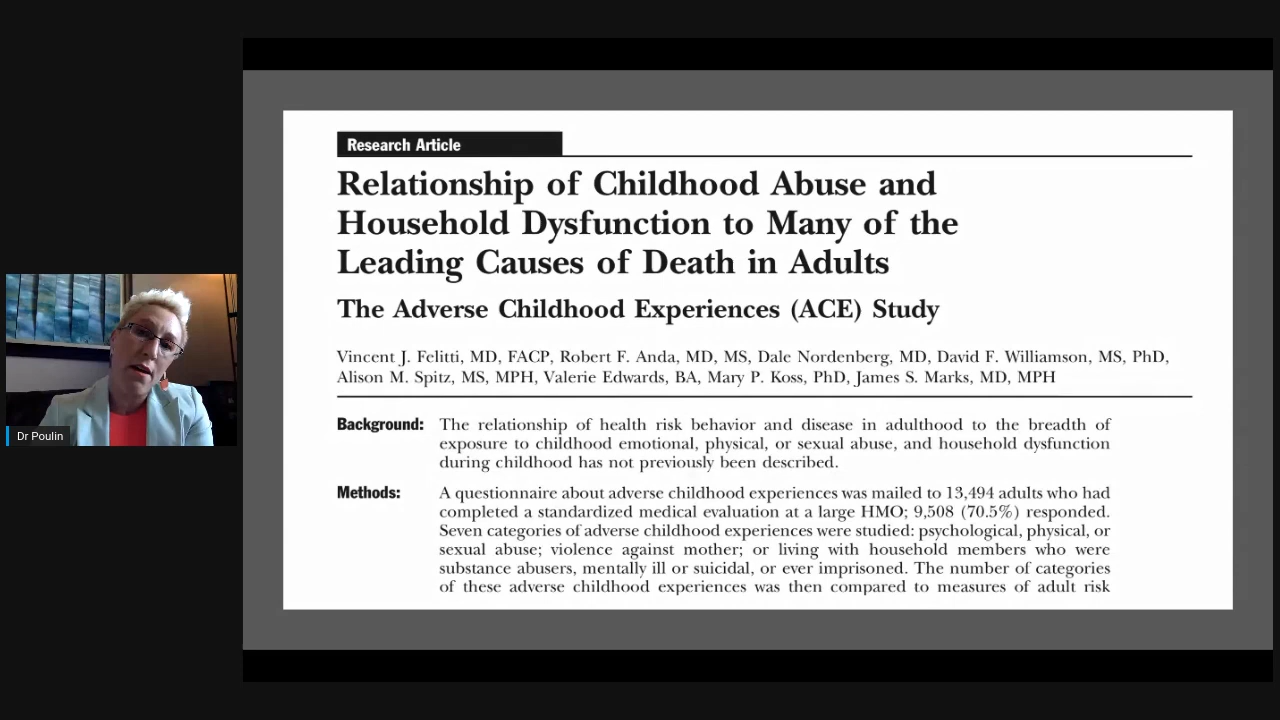 Research Article
Relationship of Childhood Abuse and
Household Dysfunction to Many of the
Leading Causes of Death in Adults
The Adverse Childhood Experiences (ACE) Study
Vincent J. Felitti, MD, FACP, Robert F. Anda, MD, MS, Dale Nordenberg, MD, David F. Williamson, MS, PhD,
Alison M. Spitz, MS, MPH, Valerie Edwards, BA, Mary P. Koss, PhD, James S. Marks, MD, MPH
Background: The relationship of health risk behavior and disease in adulthood to the breadth of
exposure to childhood emotional, physical, or sexual abuse, and household dysfunction
during childhood has not previously been described.
Methods: A questionnaire about adverse childhood experiences was mailed to 13,494 adults who had
completed a standardized medical evaluation at a large HMO; 9,508 (70.5%) responded.
Seven categories of adverse childhood experiences were studied: psychological, physical, or
sexual abuse; violence against mother; or living with household members who were
substance abusers, mentally ill or suicidal, or ever imprisoned. The number of categories
of these adverse childhood experiences was then compared to measures of adult risk
Dr Poulin